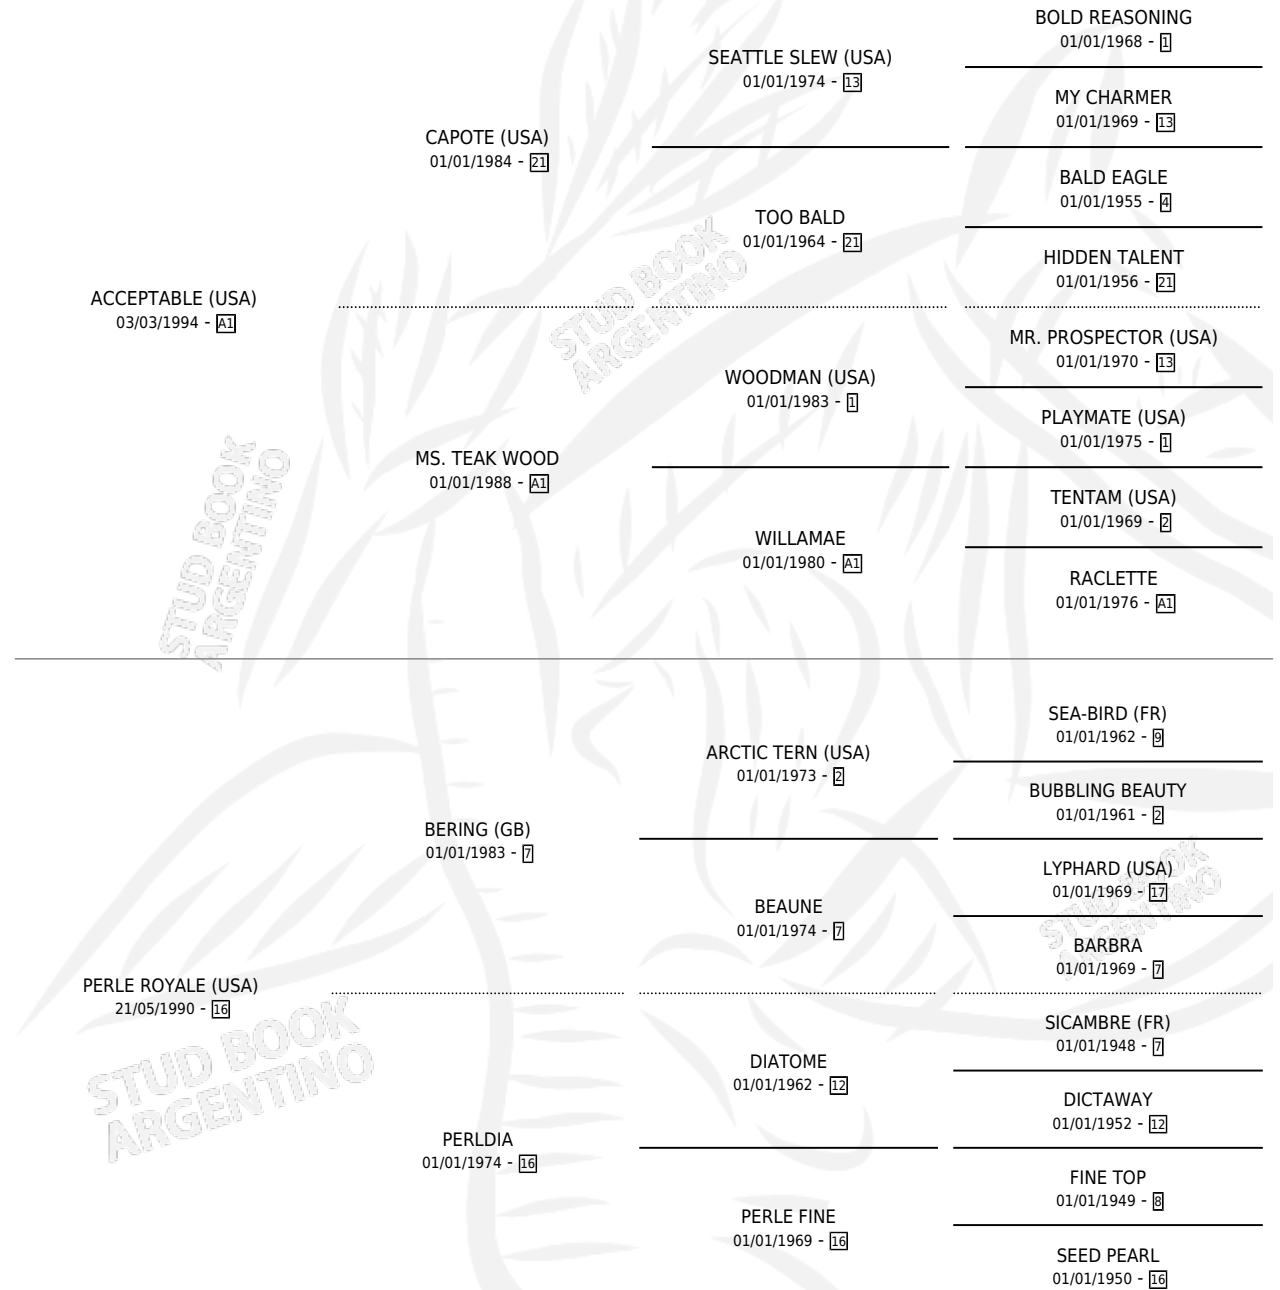 BOLD REASONING
01/01/1968 - 1
SEATTLE SLEW (USA)
01/01/1974 - 13
MY CHARMER
01/01/1969 - 13
CAPOTE (USA)
01/01/1984 - 21
BALD EAGLE
01/01/1955 - 4
TOO BALD
01/01/1964 - 21
HIDDEN TALENT
01/01/1956 - 21
ACCEPTABLE (USA)
03/03/1994 - A1
MR. PROSPECTOR (USA)
01/01/1970 - 13
WOODMAN (USA)
01/01/1983 - 1
PLAYMATE (USA)
01/01/1975 - 1
MS. TEAK WOOD
01/01/1988 - A1
TENTAM (USA)
01/01/1969 - 2
WILLAMAE
01/01/1980 - A1
RACLETTE
01/01/1976 - A1
SEA-BIRD (FR)
01/01/1962 - 9
ARCTIC TERN (USA)
01/01/1973 - 2
BUBBLING BEAUTY
01/01/1961 - 2
BERING (GB)
01/01/1983 - 7
LYPHARD (USA)
01/01/1969 - 17
BEAUNE
01/01/1974 - 7
BARBRA
01/01/1969 - 7
PERLE ROYALE (USA)
21/05/1990 - 16
SICAMBRE (FR)
01/01/1948 - 7
DIATOME
01/01/1962 - 12
DICTAWAY
01/01/1952 - 12
PERLDIA
01/01/1974 - 16
FINE TOP
01/01/1949 - 8
PERLE FINE
01/01/1969 - 16
SEED PEARL
01/01/1950 - 16
STUD BOOK
ARGENTINO
STUD BOOK
ARGENTINO
STUD BOOK
ARGENTINO
STUD BOOK
ARGENTINO